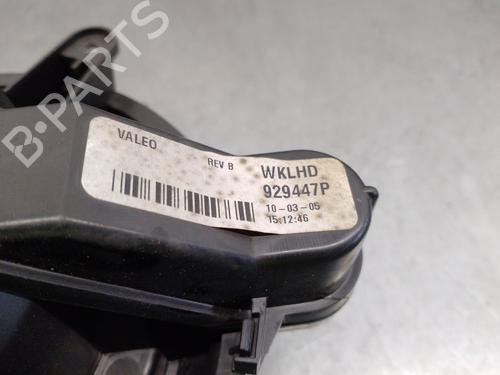 B-PARTS
VALEO
REV B
WKLHD
929447P
10-03-05
15:12:46